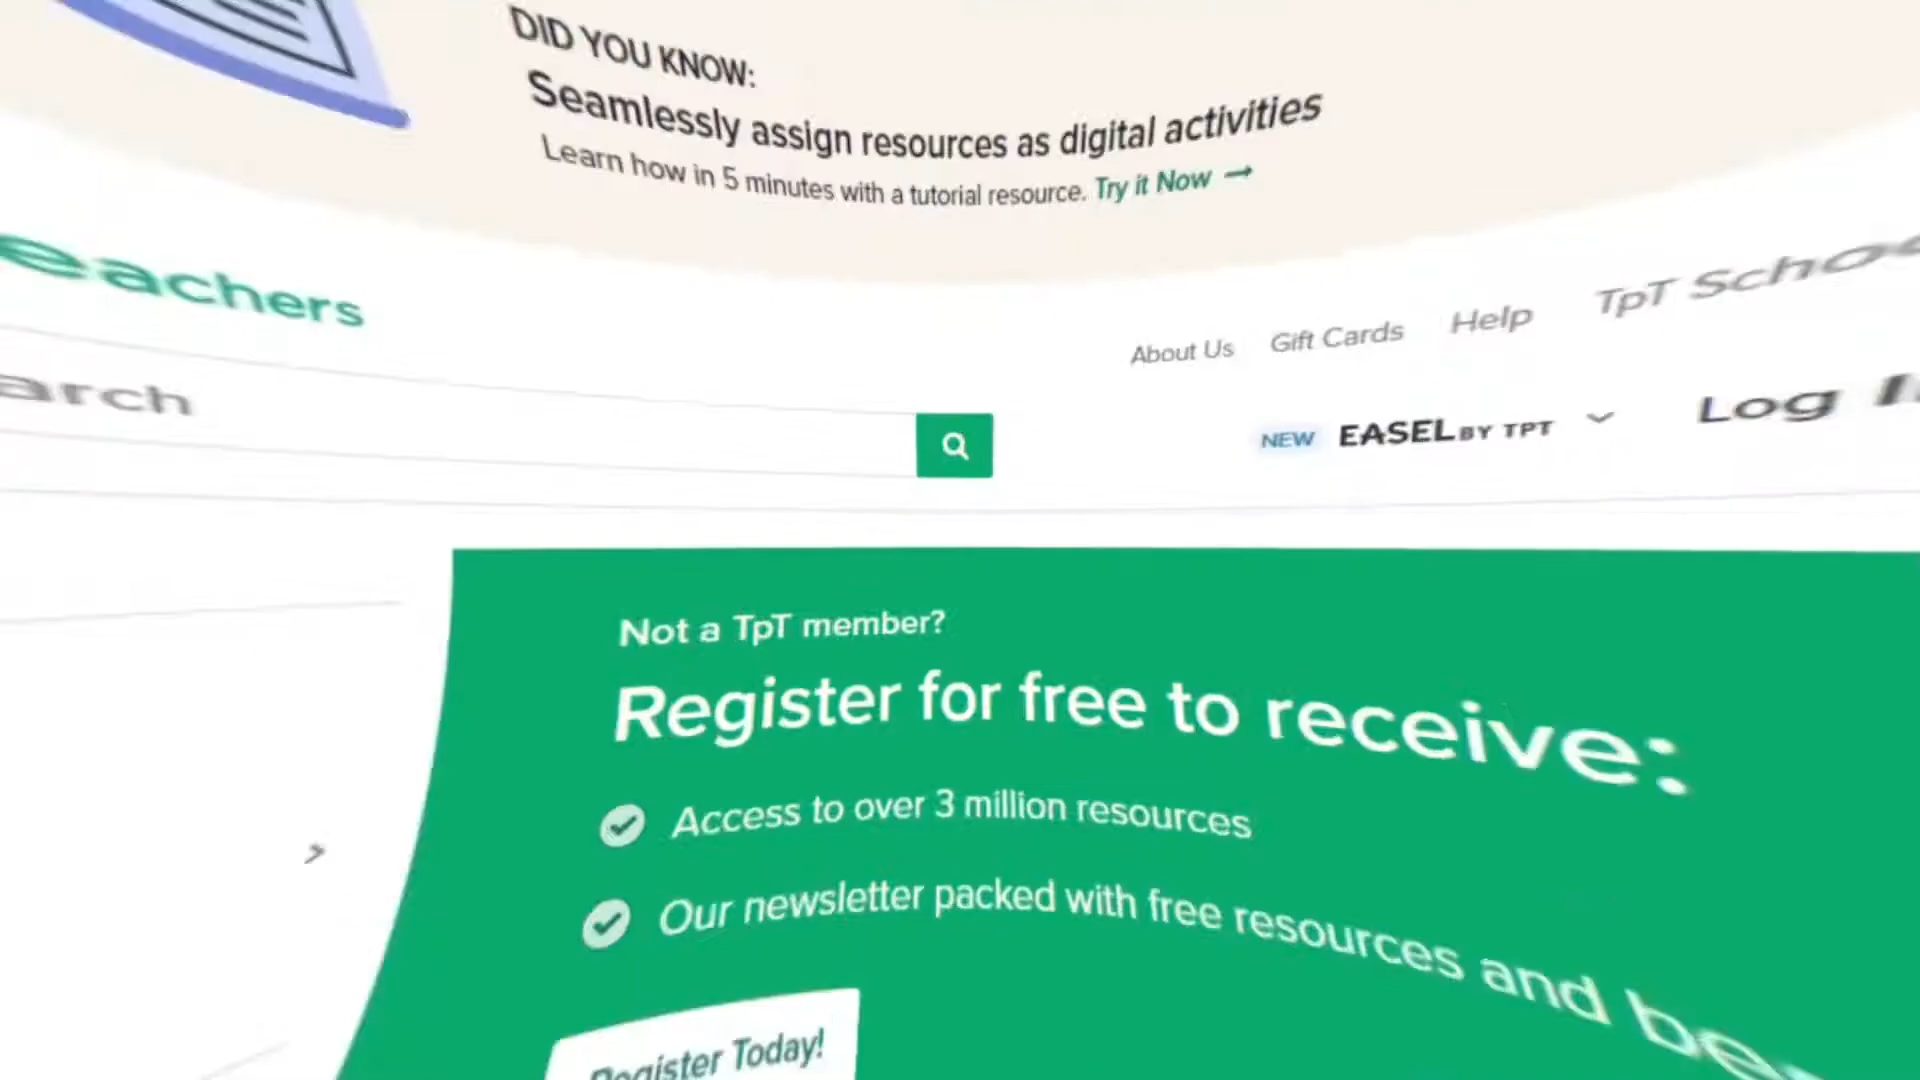 DID YOU KNOW:
Seamlessly assign resources as digital activities
Learn how in 5 minutes with a tutorial resource. Try it Now →
eachers
About Us Gift Cards Help TpT Schoo
arch
NEW EASEL BY TPT Log I
Not a TpT member?
Register for free to receive:
Access to over 3 million resources
Our newsletter packed with free resources and be
Register Today!